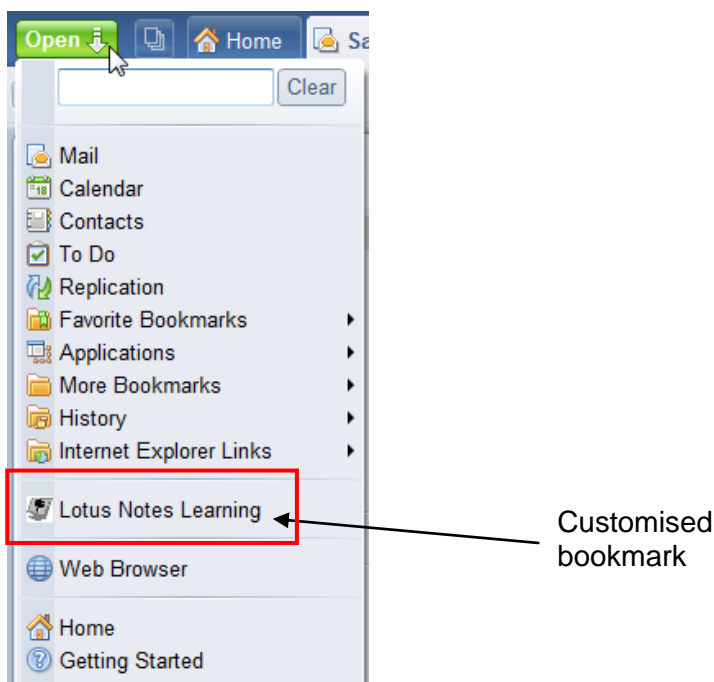 Open Home Sa
Clear
Mail
18 Calendar
Contacts
To Do
Replication
Favorite Bookmarks
Applications
More Bookmarks
History
Internet Explorer Links
Lotus Notes Learning
Customised
bookmark
Web Browser
Home
? Getting Started